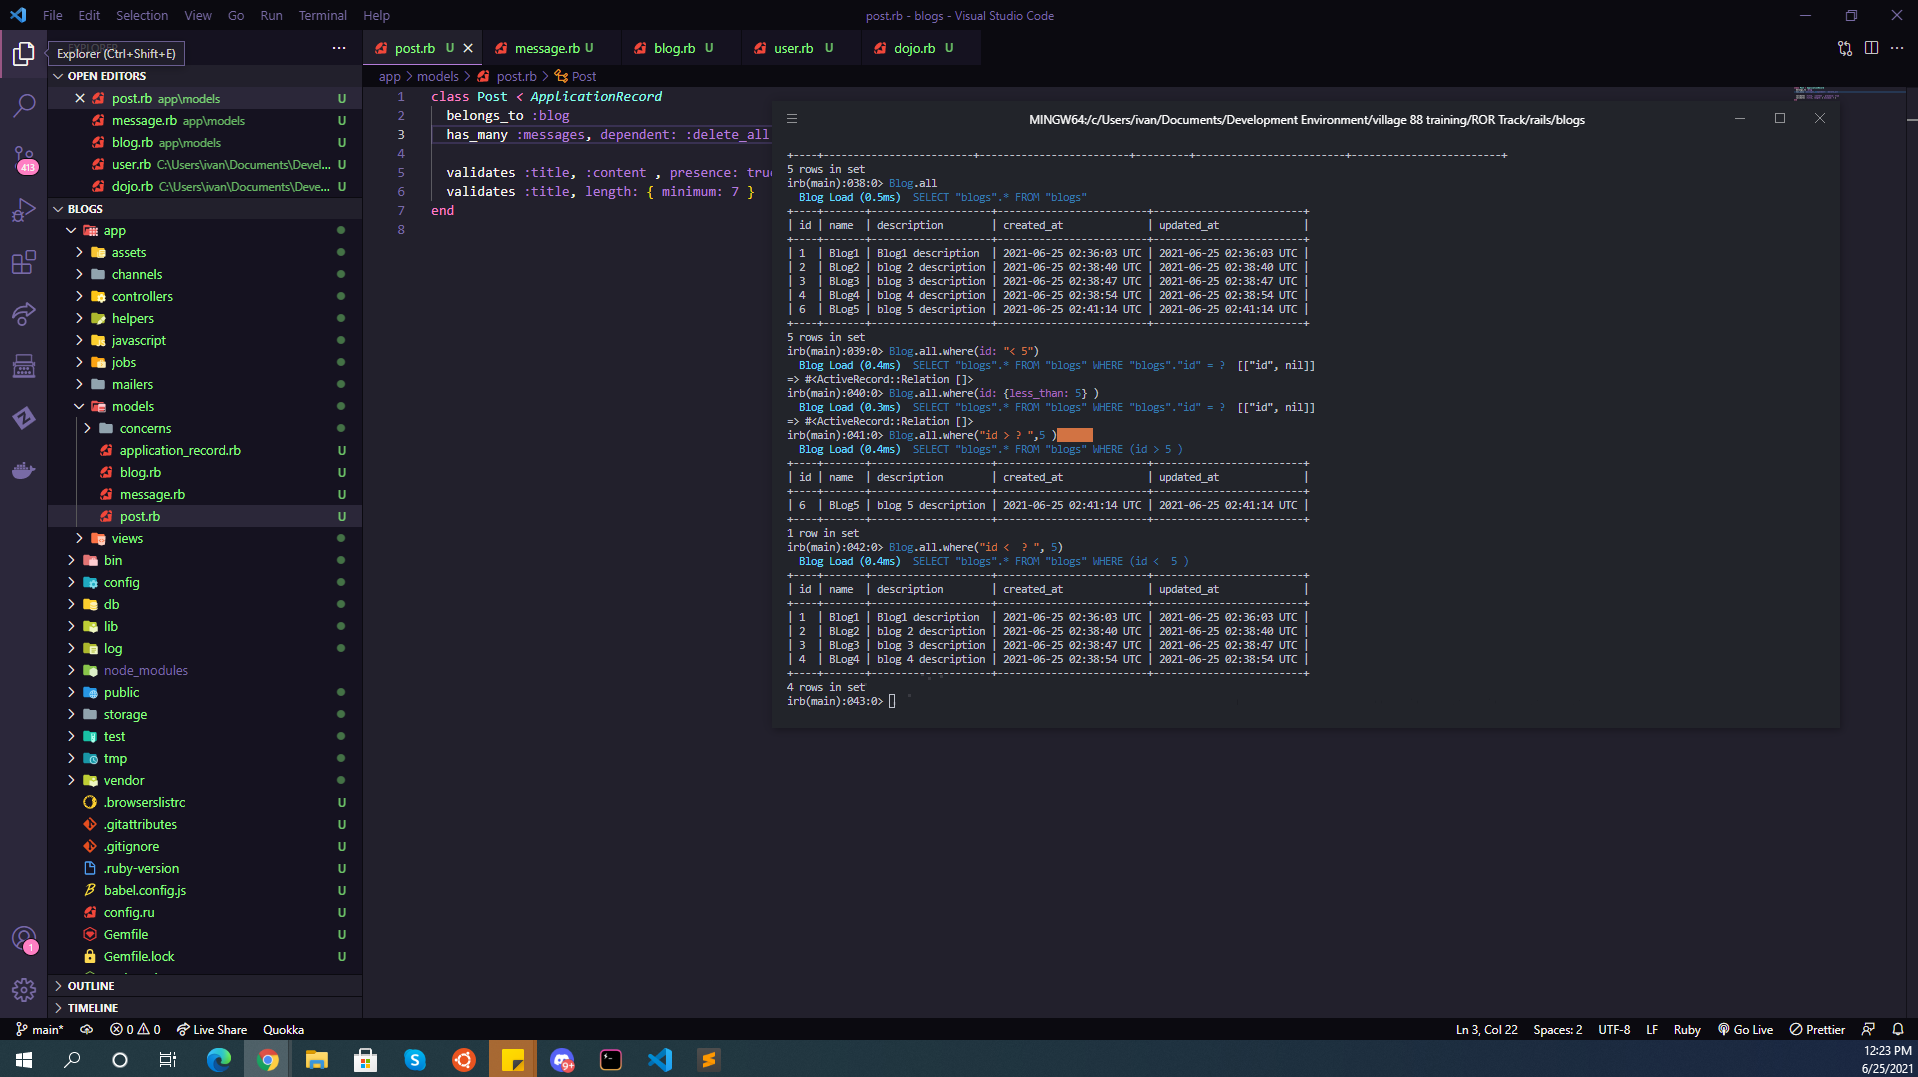 File Edit Selection View Go Run Terminal Help
post.rb - blogs - Visual Studio Code
Explorer (Ctrl+Shift+E)
post.rb U
message.rb U
blog.rb U
user.rb U
dojo.rb U
app > models > post.rb > Post
OPEN EDITORS
post.rb app\models U
message.rb app\models U
blog.rb app\models U
user.rb C:\Users\ivan\Documents\Devel... U
dojo.rb C:\Users\ivan\Documents\Deve... U
BLOGS
app
assets
channels
controllers
helpers
javascript
jobs
mailers
models
concerns
application_record.rb U
blog.rb U
message.rb U
post.rb U
views
bin
config
db
lib
log
node_modules
public
storage
test
tmp
vendor
.browserslistrc U
.gitattributes U
.gitignore U
.ruby-version U
babel.config.js U
config.ru U
Gemfile U
Gemfile.lock U
OUTLINE
TIMELINE
413
1
1 class Post < ApplicationRecord
2 belongs_to :blog
3 has_many :messages, dependent: :delete_all
4
5 validates :title, :content , presence: true
6 validates :title, length: { minimum: 7 }
7 end
8
MINGW64:/c/Users/ivan/Documents/Development Environment/village 88 training/ROR Track/rails/blogs
+----+-------------------------+-------------------------+---------+-------------------------+-------------------------+
5 rows in set
irb(main):038:0> Blog.all
Blog Load (0.5ms) SELECT "blogs".* FROM "blogs"
+----+-------+--------------------+-------------------------+-------------------------+
| id | name | description | created_at | updated_at |
+----+-------+--------------------+-------------------------+-------------------------+
| 1 | Blog1 | Blog1 description | 2021-06-25 02:36:03 UTC | 2021-06-25 02:36:03 UTC |
| 2 | BLog2 | blog 2 description | 2021-06-25 02:38:40 UTC | 2021-06-25 02:38:40 UTC |
| 3 | BLog3 | blog 3 description | 2021-06-25 02:38:47 UTC | 2021-06-25 02:38:47 UTC |
| 4 | BLog4 | blog 4 description | 2021-06-25 02:38:54 UTC | 2021-06-25 02:38:54 UTC |
| 6 | BLog5 | blog 5 description | 2021-06-25 02:41:14 UTC | 2021-06-25 02:41:14 UTC |
+----+-------+--------------------+-------------------------+-------------------------+
5 rows in set
irb(main):039:0> Blog.all.where(id: "< 5")
Blog Load (0.4ms) SELECT "blogs".* FROM "blogs" WHERE "blogs"."id" = ? [["id", nil]]
=> #<ActiveRecord::Relation []>
irb(main):040:0> Blog.all.where(id: {less_than: 5} )
Blog Load (0.3ms) SELECT "blogs".* FROM "blogs" WHERE "blogs"."id" = ? [["id", nil]]
=> #<ActiveRecord::Relation []>
irb(main):041:0> Blog.all.where("id > ? ",5 )
Blog Load (0.4ms) SELECT "blogs".* FROM "blogs" WHERE (id > 5 )
+----+-------+--------------------+-------------------------+-------------------------+
| id | name | description | created_at | updated_at |
+----+-------+--------------------+-------------------------+-------------------------+
| 6 | BLog5 | blog 5 description | 2021-06-25 02:41:14 UTC | 2021-06-25 02:41:14 UTC |
+----+-------+--------------------+-------------------------+-------------------------+
1 row in set
irb(main):042:0> Blog.all.where("id < ? ", 5)
Blog Load (0.4ms) SELECT "blogs".* FROM "blogs" WHERE (id < 5 )
+----+-------+--------------------+-------------------------+-------------------------+
| id | name | description | created_at | updated_at |
+----+-------+--------------------+-------------------------+-------------------------+
| 1 | Blog1 | Blog1 description | 2021-06-25 02:36:03 UTC | 2021-06-25 02:36:03 UTC |
| 2 | BLog2 | blog 2 description | 2021-06-25 02:38:40 UTC | 2021-06-25 02:38:40 UTC |
| 3 | BLog3 | blog 3 description | 2021-06-25 02:38:47 UTC | 2021-06-25 02:38:47 UTC |
| 4 | BLog4 | blog 4 description | 2021-06-25 02:38:54 UTC | 2021-06-25 02:38:54 UTC |
+----+-------+--------------------+-------------------------+-------------------------+
4 rows in set
irb(main):043:0>
main* 0 0 Live Share Quokka
Ln 3, Col 22 Spaces: 2 UTF-8 LF Ruby Go Live Prettier
9+
12:23 PM
6/25/2021